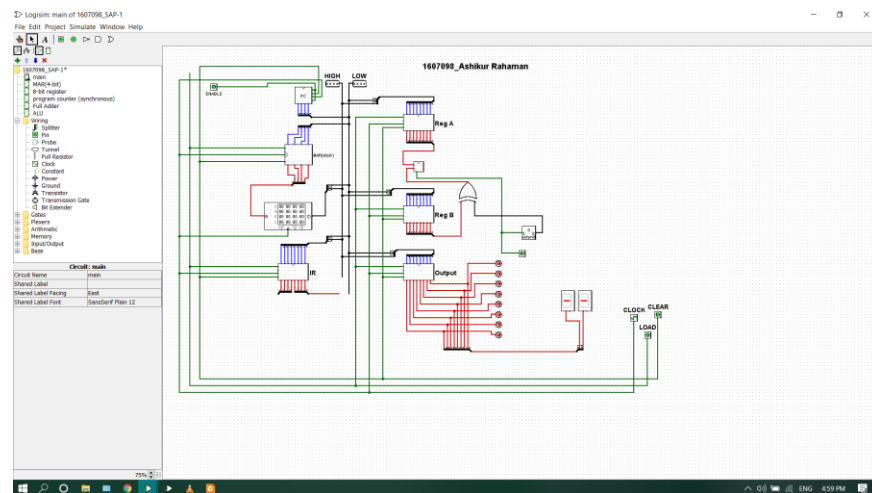 Logisim: main of 1607098_SAP-1
File Edit Project Simulate Window Help
1607098_SAP-1*
main
MAR(4-bit)
8-bit register
program counter (synchronous)
Full Adder
ALU
Wiring
Splitter
Pin
Probe
Tunnel
Pull Resistor
Clock
Constant
Power
Ground
Transistor
Transmission Gate
Bit Extender
Gates
Plexers
Arithmetic
Memory
Input/Output
Base
Circuit: main
Circuit Name main
Shared Label
Shared Label Facing East
Shared Label Font SansSerif Plain 12
75%
1607098_Ashikur Rahaman
HIGH LOW
ENABLE
PC
Reg A
Reg B
IR
Output
CLOCK CLEAR
LOAD
ENG 4:59 PM